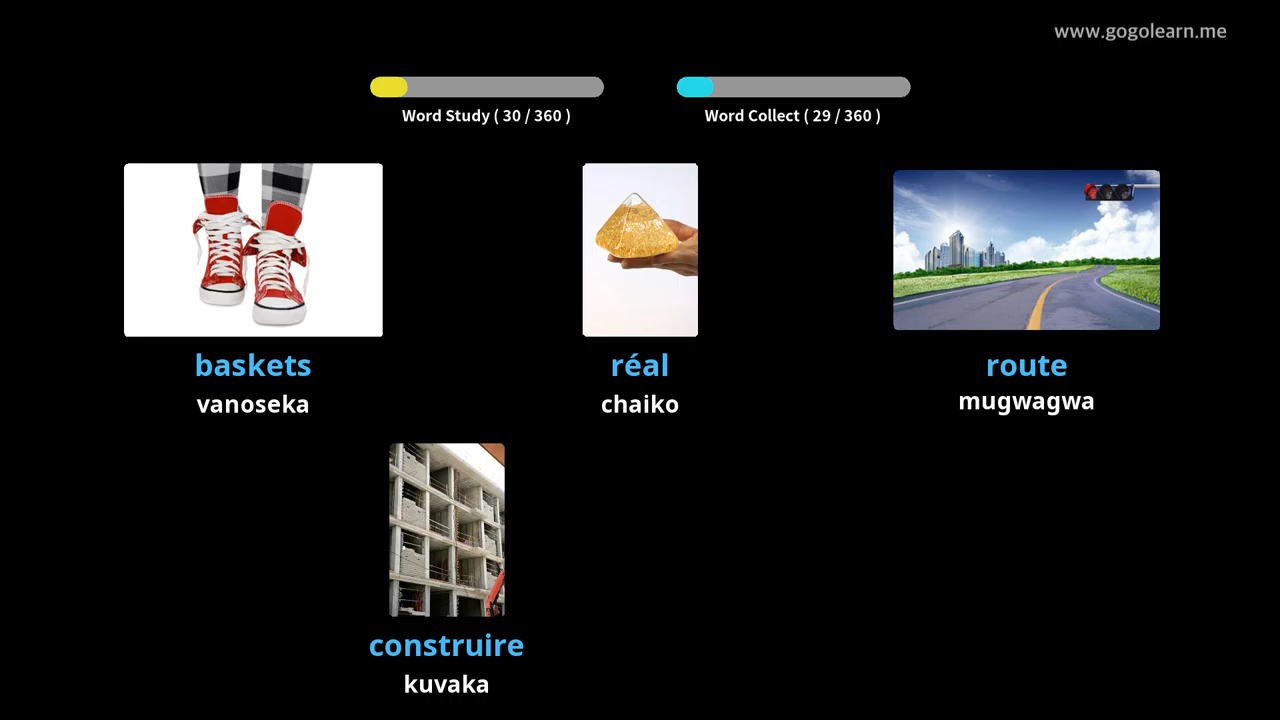 www.gogolearn.me
Word Study ( 30 / 360 )
Word Collect ( 29 / 360 )
baskets
vanoseka
réal
chaiko
route
mugwagwa
construire
kuvaka